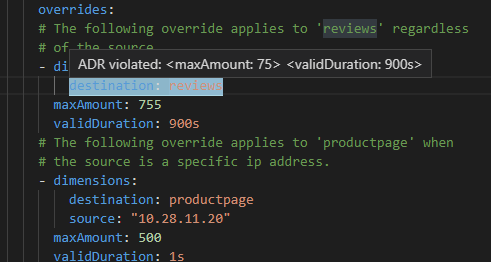 overrides:
# The following override applies to 'reviews' regardless
# of the source
ADR violated: <maxAmount: 75> <validDuration: 900s>
- di
destination: reviews
maxAmount: 755
validDuration: 900s
# The following override applies to 'productpage' when
# the source is a specific ip address.
- dimensions:
destination: productpage
source: "10.28.11.20"
maxAmount: 500
validDuration: 1s